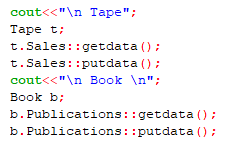 cout<<"\n Tape";
Tape t;
t.Sales::getdata();
t.Sales::putdata();
cout<<"\n Book \n";
Book b;
b.Publications::getdata();
b.Publications::putdata();